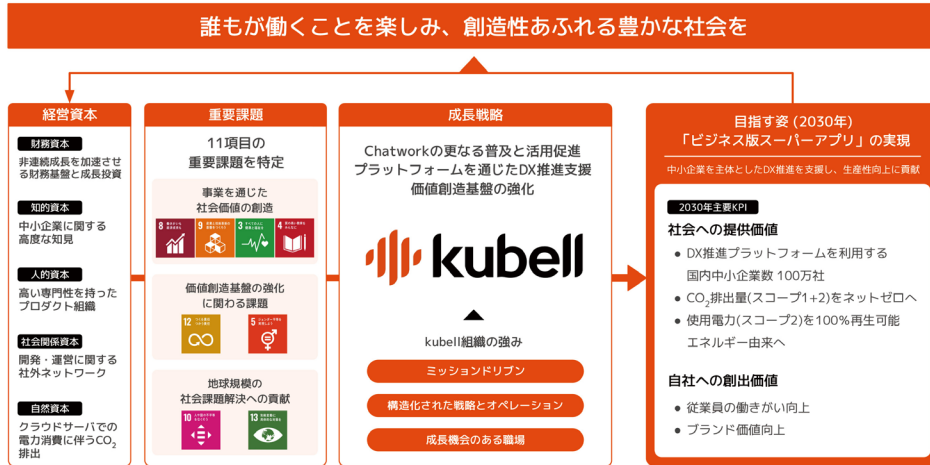 誰もが働くことを楽しみ、創造性あふれる豊かな社会を
経営資本
財務資本
非連続成長を加速させ
る財務基盤と成長投資
知的資本
中小企業に関する
高度な知見
人的資本
高い専門性を持った
プロダクト組織
社会関係資本
開発・運営に関する
社外ネットワーク
自然資本
クラウドサーバでの
電力消費に伴うCO2
排出
重要課題
11項目の
重要課題を特定
事業を通じた
社会価値の創造
8
9
3
4
価値創造基盤の強化
に関わる課題
12
5
地球規模の
社会課題解決への貢献
10
13
成長戦略
Chatworkの更なる普及と活用促進
プラットフォームを通じたDX推進支援
価値創造基盤の強化
kubell
kubell組織の強み
ミッションドリブン
構造化された戦略とオペレーション
成長機会のある職場
目指す姿 (2030年)
「ビジネス版スーパーアプリ」の実現
中小企業を主体としたDX推進を支援し、生産性向上に貢献
2030年主要KPI
社会への提供価値
● DX推進プラットフォームを利用する
国内中小企業数 100万社
● CO2排出量(スコープ1+2)をネットゼロへ
● 使用電力(スコープ2)を100%再生可能
エネルギー由来へ
自社への創出価値
● 従業員の働きがい向上
● ブランド価値向上